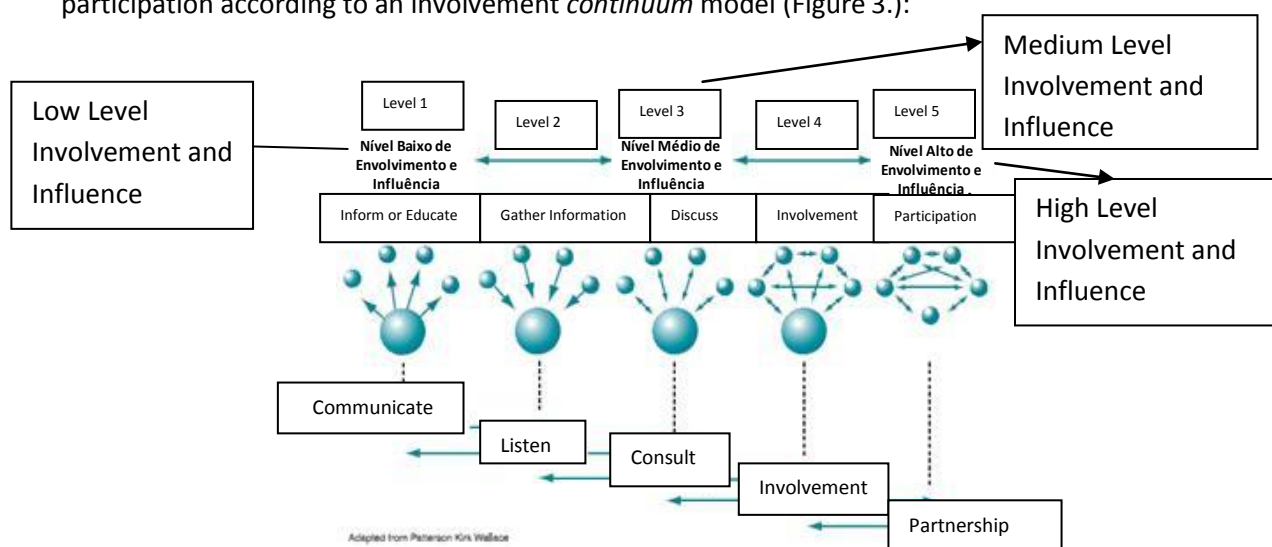 participation according to an involvement continuum model (Figure 3.):
Medium Level
Involvement and
Influence
Low Level
Involvement and
Influence
Level 1
Level 2
Level 3
Level 4
Level 5
Nível Baixo de
Envolvimento e
Influência
Nível Médio de
Envolvimento e
Influência
Nível Alto de
Envolvimento e
Influência .
High Level
Involvement and
Influence
Inform or Educate
Gather Information
Discuss
Involvement
Participation
Communicate
Listen
Consult
Involvement
Partnership
Adapted from Patterson Kirk Wallace